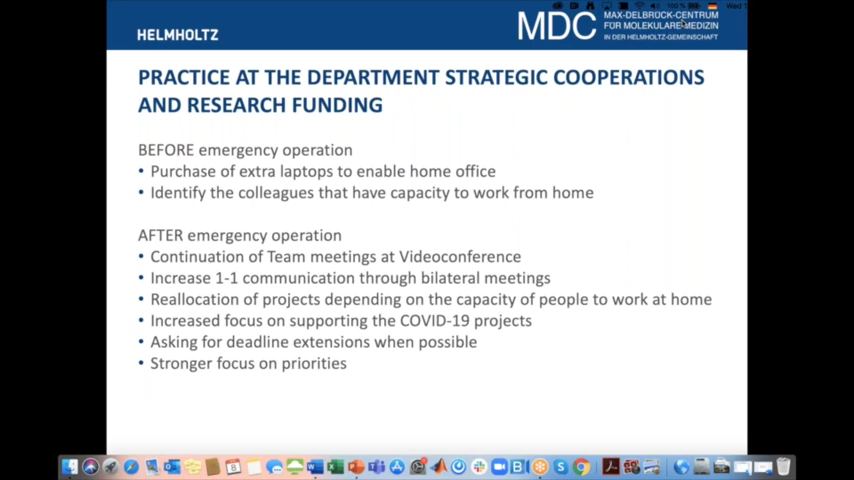 100 %
Wed 1
HELMHOLTZ
MDC
MAX-DELBRÜCK-CENTRUM
FÜR MOLEKULARE MEDIZIN
IN DER HELMHOLTZ-GEMEINSCHAFT
PRACTICE AT THE DEPARTMENT STRATEGIC COOPERATIONS
AND RESEARCH FUNDING
BEFORE emergency operation
• Purchase of extra laptops to enable home office
• Identify the colleagues that have capacity to work from home
AFTER emergency operation
• Continuation of Team meetings at Videoconference
• Increase 1-1 communication through bilateral meetings
• Reallocation of projects depending on the capacity of people to work at home
• Increased focus on supporting the COVID-19 projects
• Asking for deadline extensions when possible
• Stronger focus on priorities